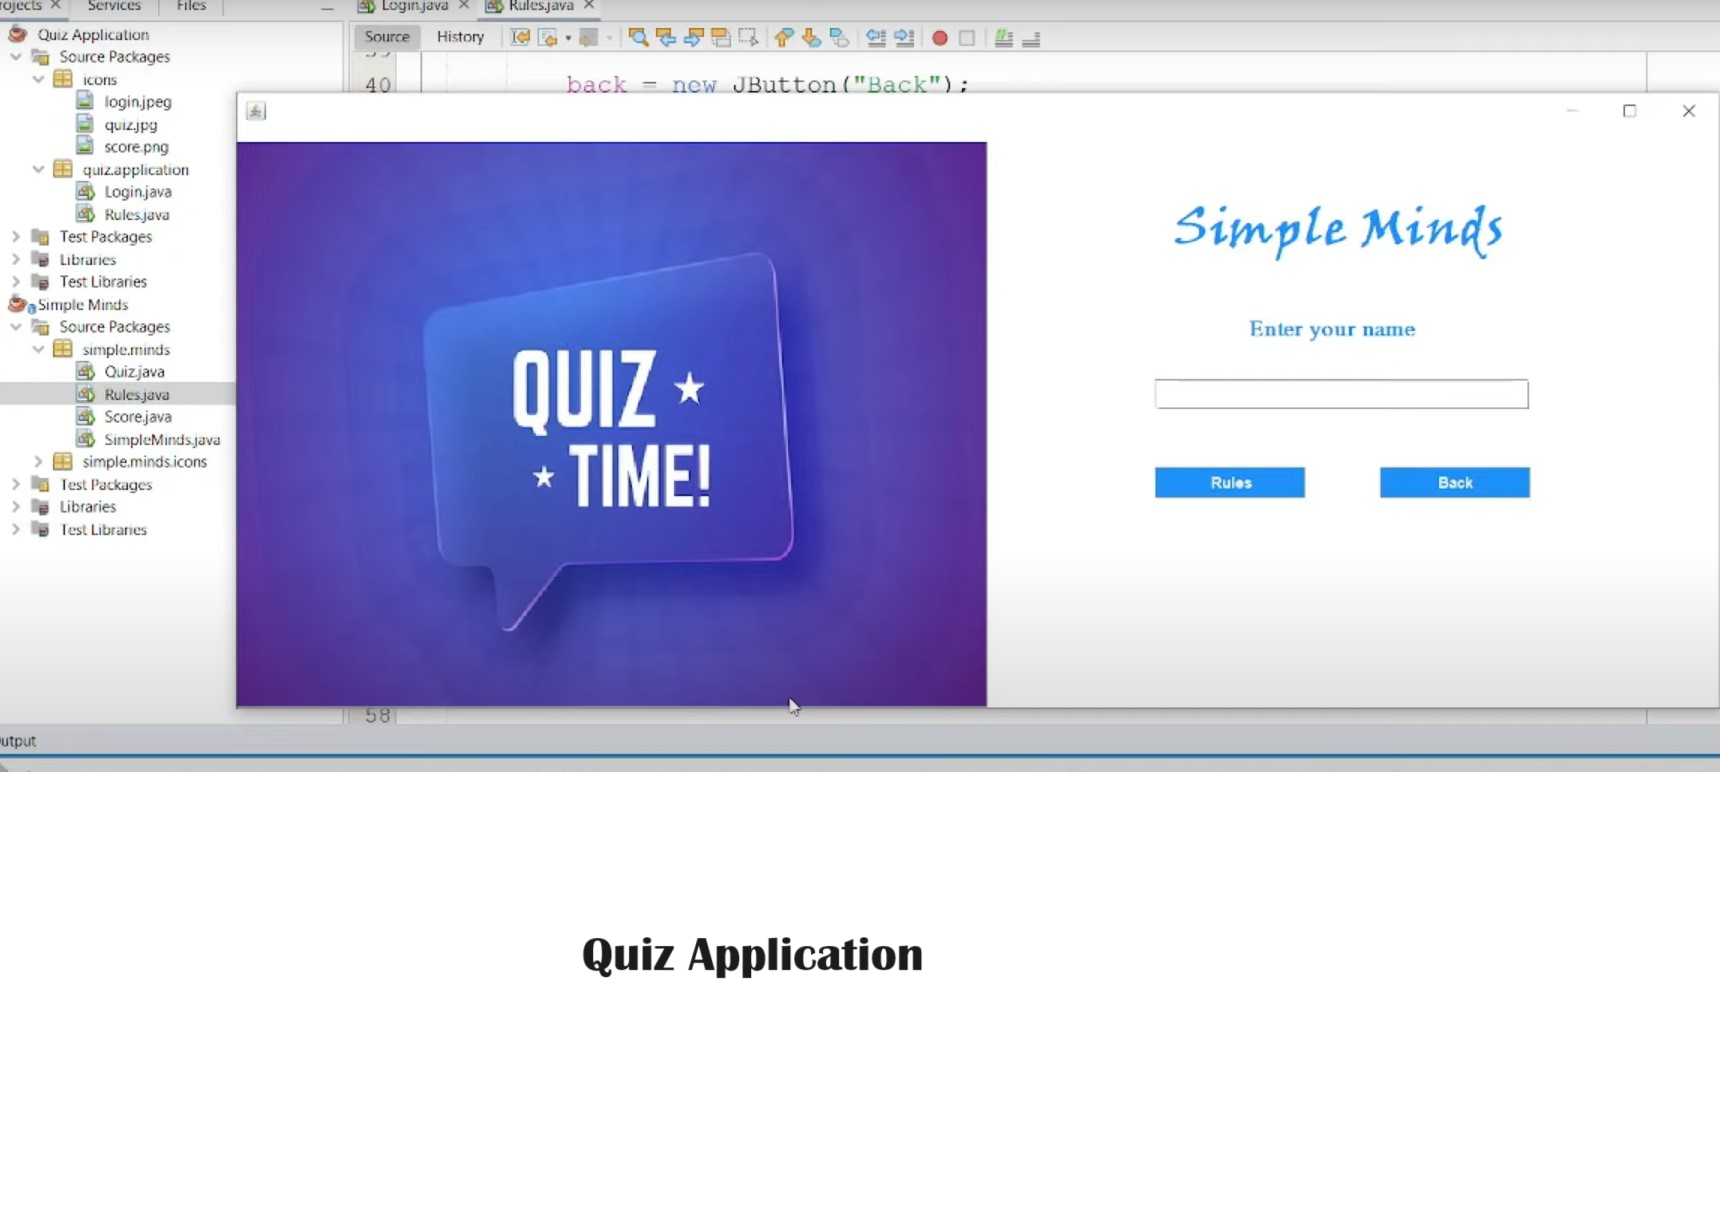 Services
Files
Login.java
Rules.java
Quiz Application
Source Packages
icons
login.jpeg
quiz.jpg
score.png
quiz.application
Login.java
Rules.java
Test Packages
Libraries
Test Libraries
Simple Minds
Source Packages
simple.minds
Quiz.java
Rules.java
Score.java
SimpleMinds.java
simple.minds.icons
Test Packages
Libraries
Test Libraries
Source History
40 back = new JButton("Back");
QUIZ
TIME!
Simple Minds
Enter your name
Rules Back
58
Quiz Application